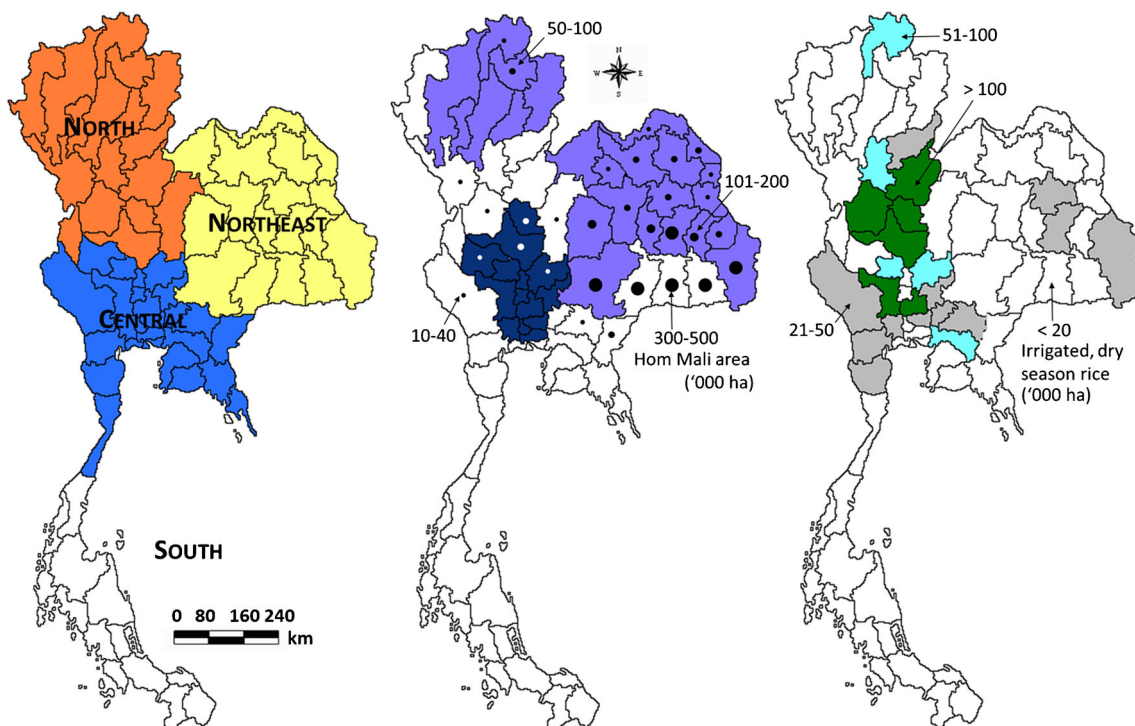 NORTH
NORTHEAST
CENTRAL
SOUTH
0 80 160 240
km
50-100
N
W E
S
101-200
10-40
300-500
Hom Mali area
('000 ha)
51-100
> 100
21-50
< 20
Irrigated, dry
season rice
('000 ha)